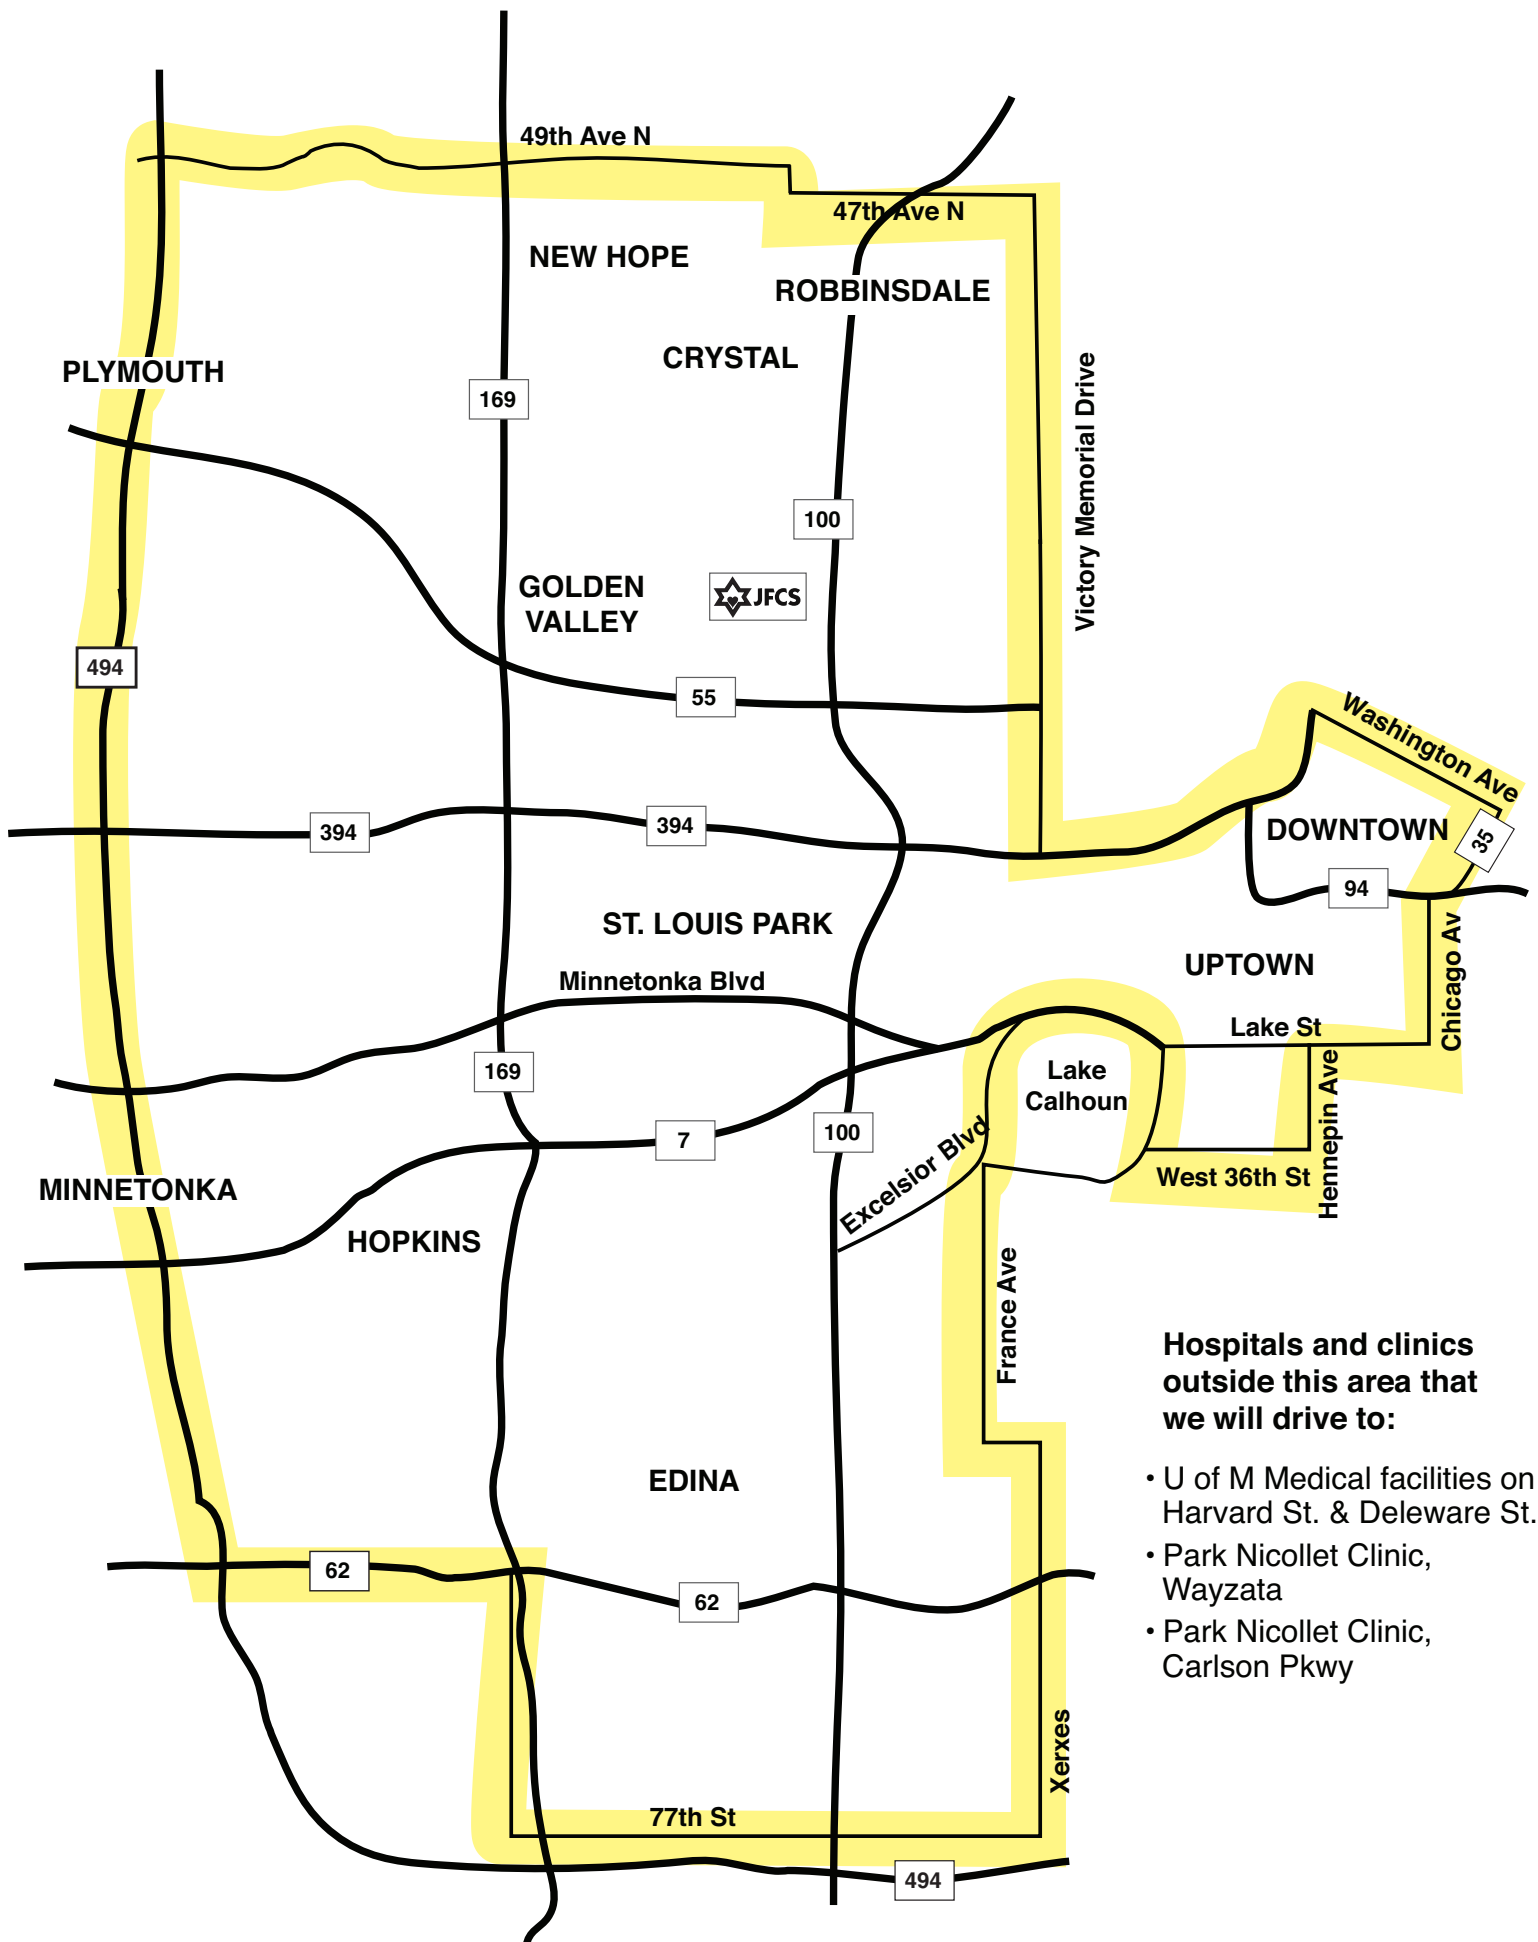 49th Ave N
47th Ave N
NEW HOPE
ROBBINSDALE
CRYSTAL
PLYMOUTH
169
Victory Memorial Drive
100
GOLDEN
VALLEY
JFCS
494
55
Washington Ave
394
394
DOWNTOWN
35
94
ST. LOUIS PARK
UPTOWN
Chicago Av
Minnetonka Blvd
Lake St
169
Lake
Calhoun
Hennepin Ave
7
100
Excelsior Blvd
West 36th St
MINNETONKA
HOPKINS
France Ave
Hospitals and clinics
outside this area that
we will drive to:
EDINA
• U of M Medical facilities on
Harvard St. & Deleware St.
• Park Nicollet Clinic,
Wayzata
62
62
• Park Nicollet Clinic,
Carlson Pkwy
Xerxes
77th St
494